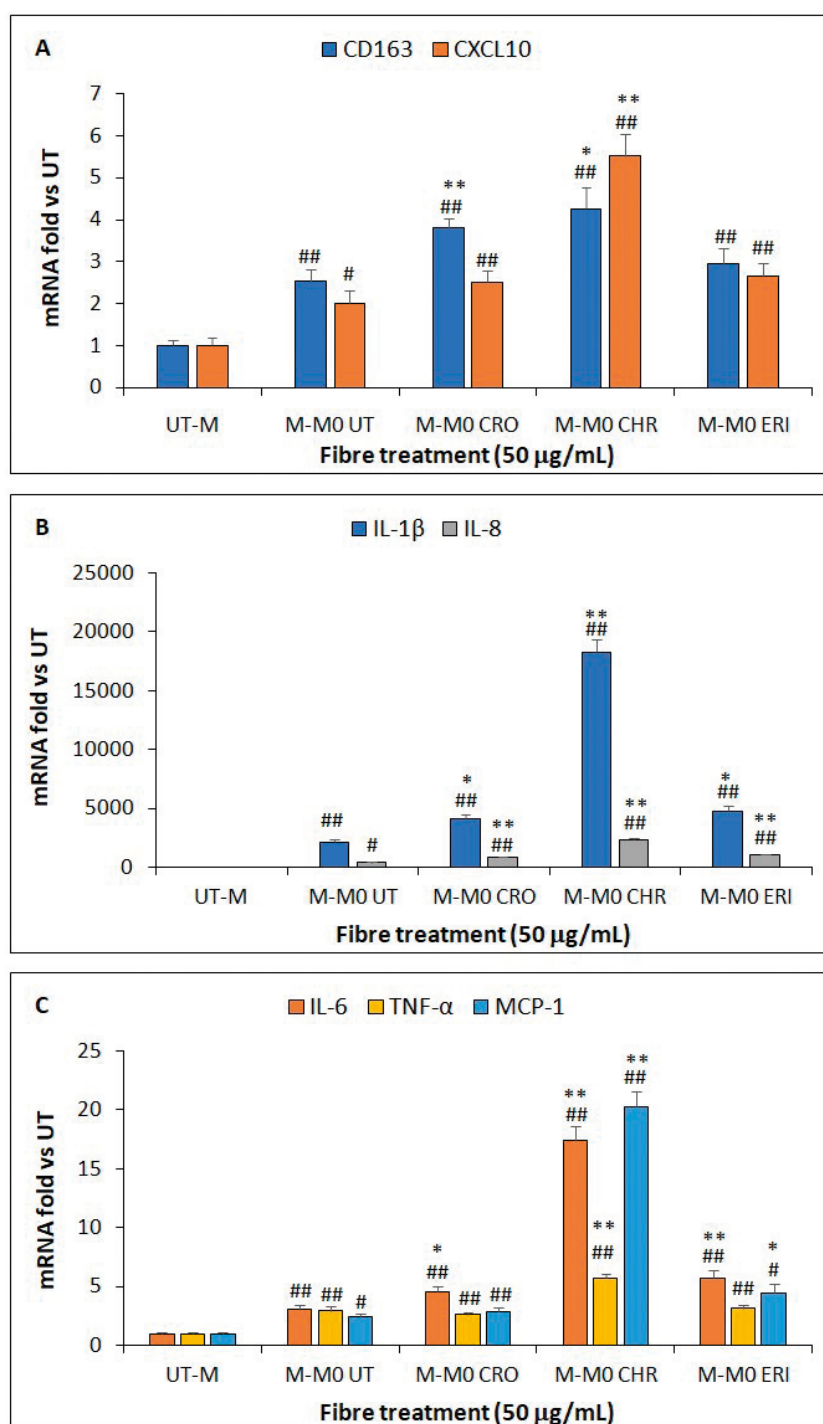 A
CD163 CXCL10
mRNA fold vs UT
7
6
5
4
3
2
1
0
** ##
* ##
** ##
## #
##
## ##
UT-M M-M0 UT M-M0 CRO M-M0 CHR M-M0 ERI
Fibre treatment (50 µg/mL)
B
IL-1β IL-8
mRNA fold vs UT
25000
20000
15000
10000
5000
0
** ##
* ##
** ##
* ##
** ##
** ##
## #
UT-M M-M0 UT M-M0 CRO M-M0 CHR M-M0 ERI
Fibre treatment (50 µg/mL)
C
IL-6 TNF-α MCP-1
mRNA fold vs UT
25
20
15
10
5
0
** ##
** ##
** ##
* ##
** ##
* #
## ## #
## ##
##
UT-M M-M0 UT M-M0 CRO M-M0 CHR M-M0 ERI
Fibre treatment (50 µg/mL)